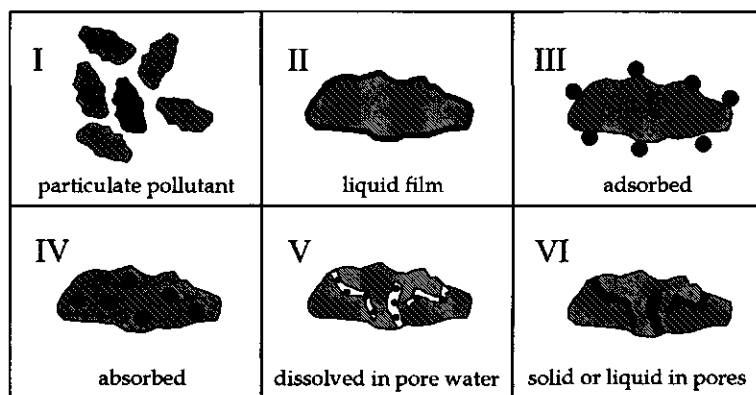 I
particulate pollutant
II
liquid film
III
adsorbed
IV
absorbed
V
dissolved in pore water
VI
solid or liquid in pores